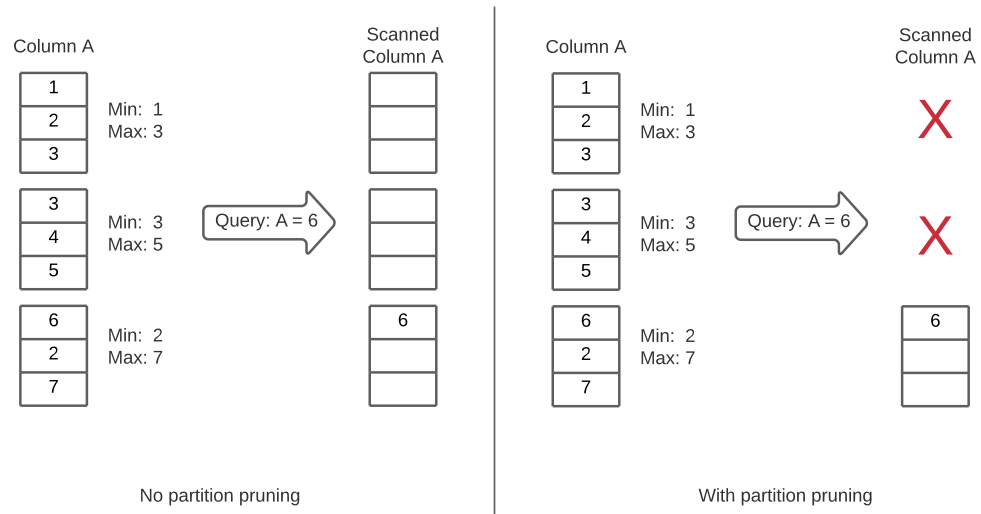 Column A
Scanned
Column A
1
2
3
Min: 1
Max: 3
3
4
5
Min: 3
Max: 5
Query: A = 6
6
2
7
Min: 2
Max: 7
6
No partition pruning
Column A
Scanned
Column A
1
2
3
Min: 1
Max: 3
X
3
4
5
Min: 3
Max: 5
Query: A = 6
X
6
2
7
Min: 2
Max: 7
6
With partition pruning